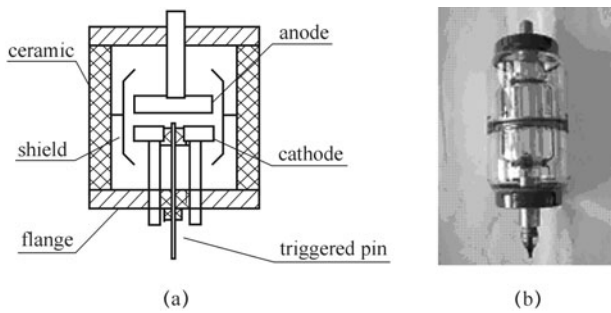 anode
ceramic
shield
cathode
flange
triggered pin
(a)
(b)